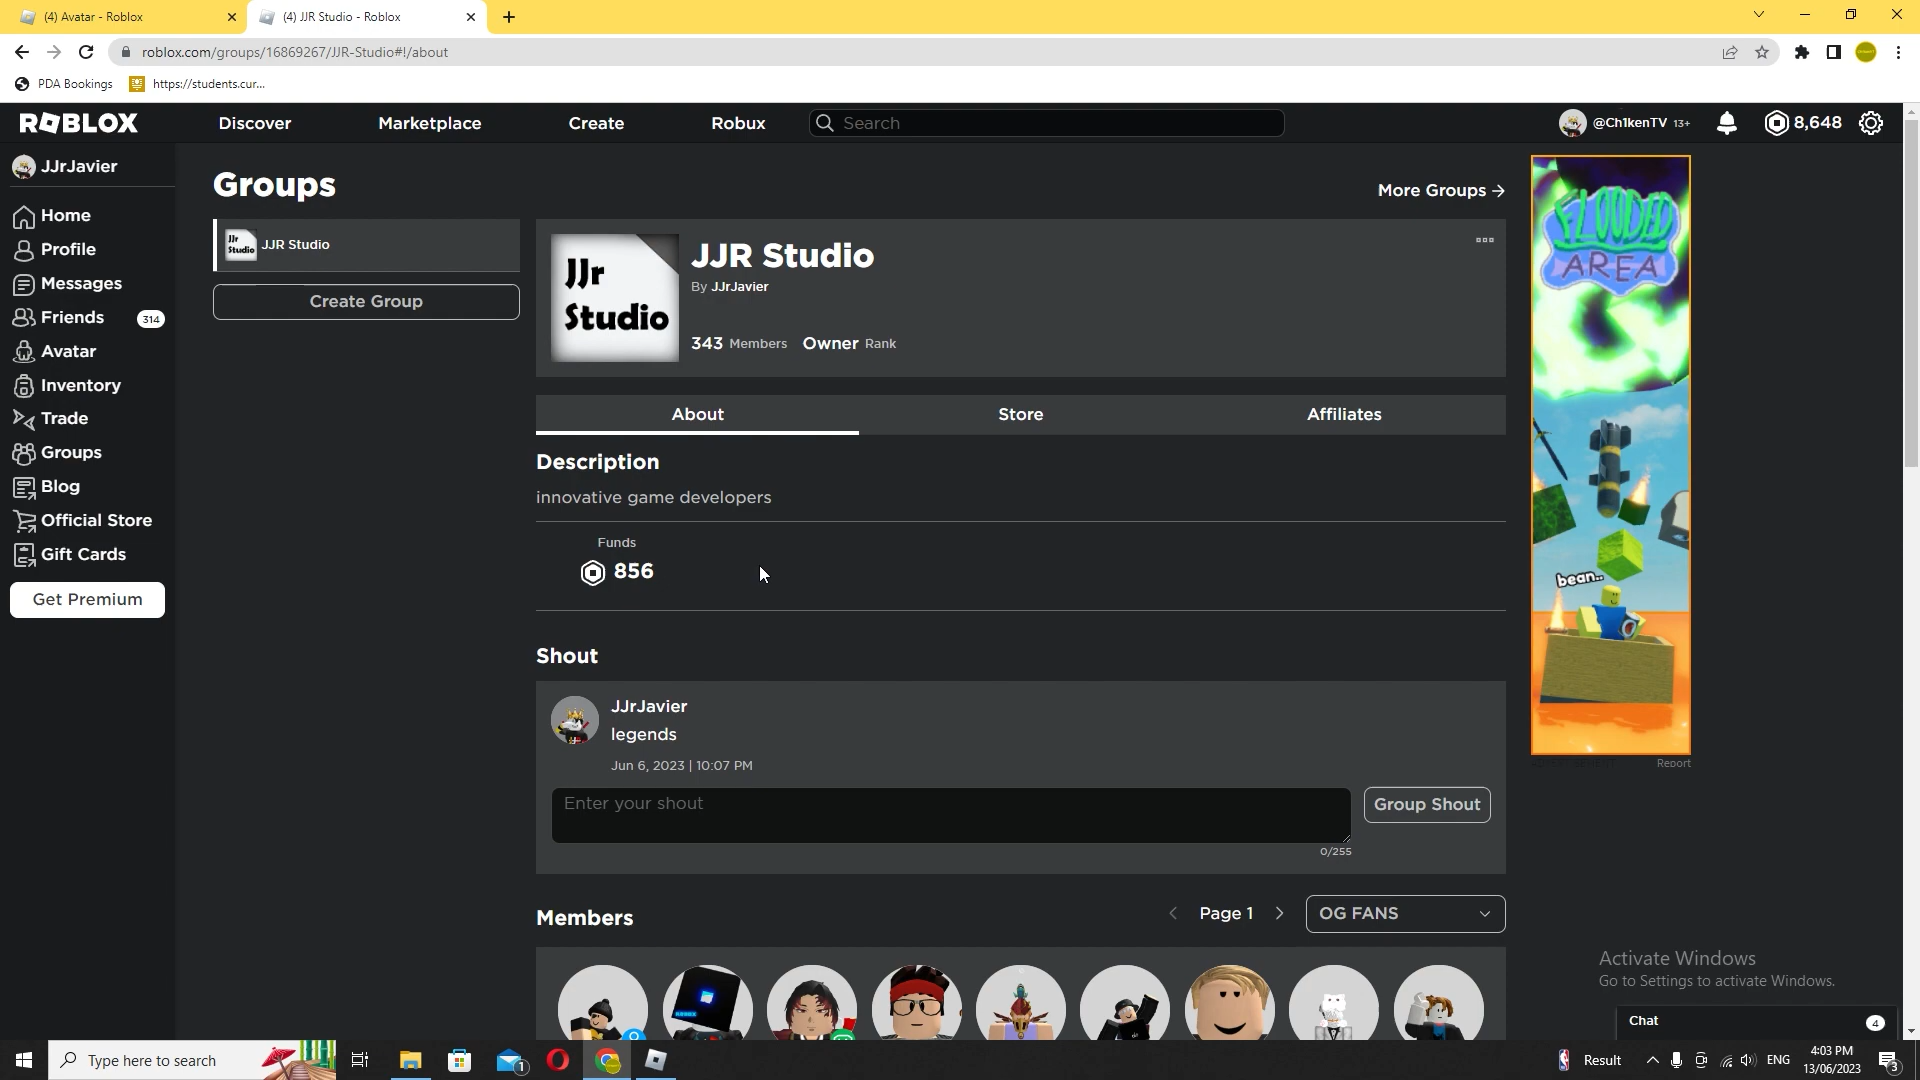 (4) Avatar - Roblox
(4) JJR Studio - Roblox
roblox.com/groups/16869267/JJR-Studio#!/about
PDA Bookings
https://students.cur...
ROBLOX
Discover
Marketplace
Create
Robux
Search
@Ch1kenTV 13+
8,648
JJrJavier
Home
Profile
Messages
Friends 314
Avatar
Inventory
Trade
Groups
Blog
Official Store
Gift Cards
Get Premium
Groups
More Groups →
JJr
Studio
JJR Studio
Create Group
JJr
Studio
JJR Studio
By JJrJavier
343 Members Owner Rank
About
Store
Affiliates
Description
innovative game developers
Funds
856
Shout
JJrJavier
legends
Jun 6, 2023 | 10:07 PM
Enter your shout
Group Shout
0/255
Members
Page 1
OG FANS
FLOODED
AREA
bean..
ADVERTISEMENT
Report
Activate Windows
Go to Settings to activate Windows.
Chat
4
Type here to search
1
Result
ENG
4:03 PM
13/06/2023
3